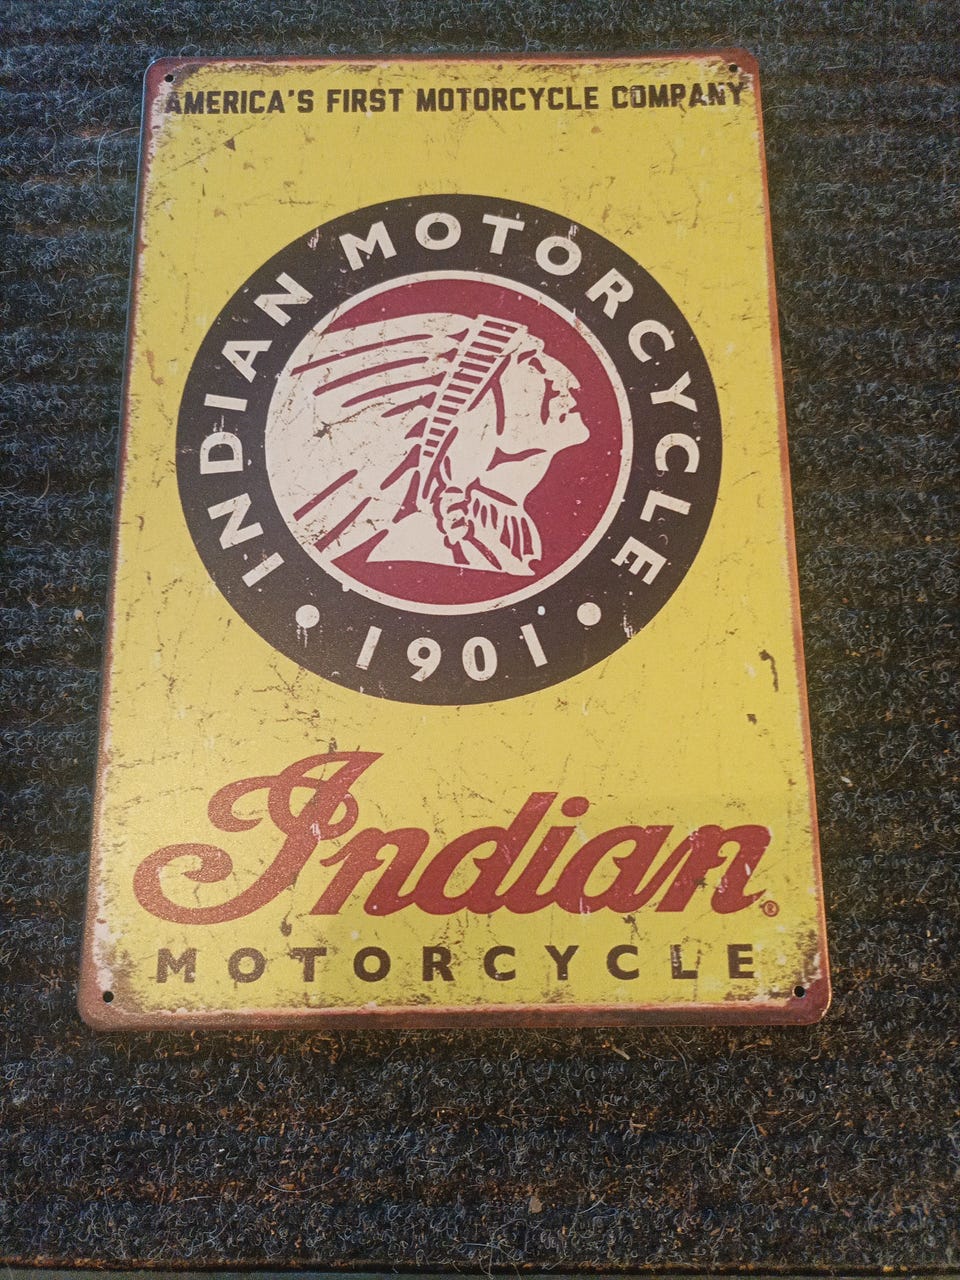 AMERICA'S FIRST MOTORCYCLE COMPANY
INDIAN MOTORCYCLE
• 1901 •
Indian®
MOTORCYCLE